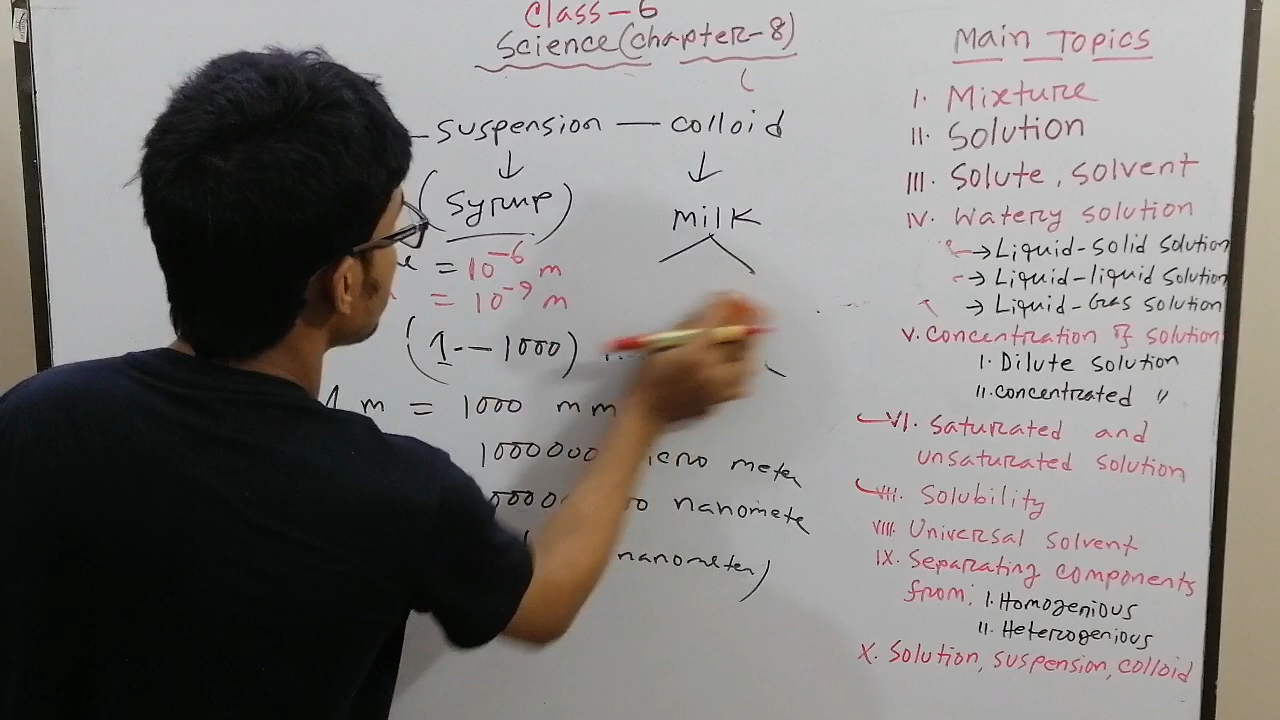 Class-6
Science(chapter-8)
suspension — colloid
(Syrup)
Milk
= 10-6 m
= 10-9 m
(1--1000)
m = 1000 mm
1000000 meter
nanomete
nanometer)
Main Topics
I. Mixture
II. Solution
III. Solute, solvent
IV. Watery solution
→ Liquid-solid solution
→ Liquid-liquid solution
→ Liquid-Gas solution
V. Concentration of solution
I. Dilute solution
II. concentrated "
VI. Saturated and
unsaturated solution
VII. Solubility
VIII. Universal solvent
IX. Separating components
from: I. Homogenious
II. Heterogenious
X. Solution, suspension, colloid